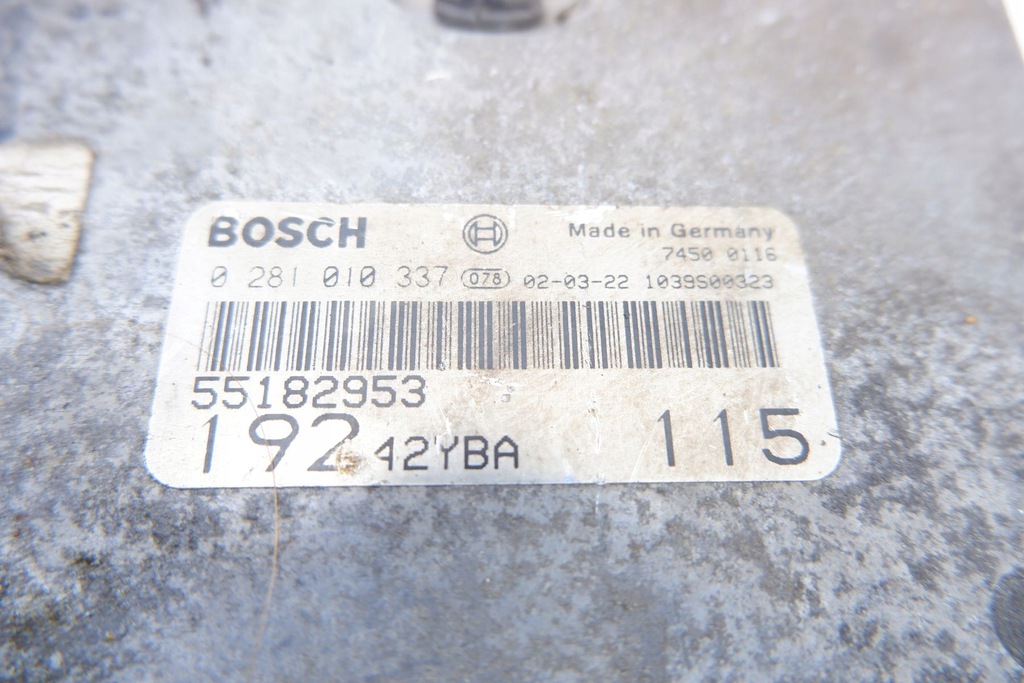 BOSCH Made in Germany
7450 0116
0 281 010 337 078 02-03-22 1039S00323
55182953
192 42YBA 115